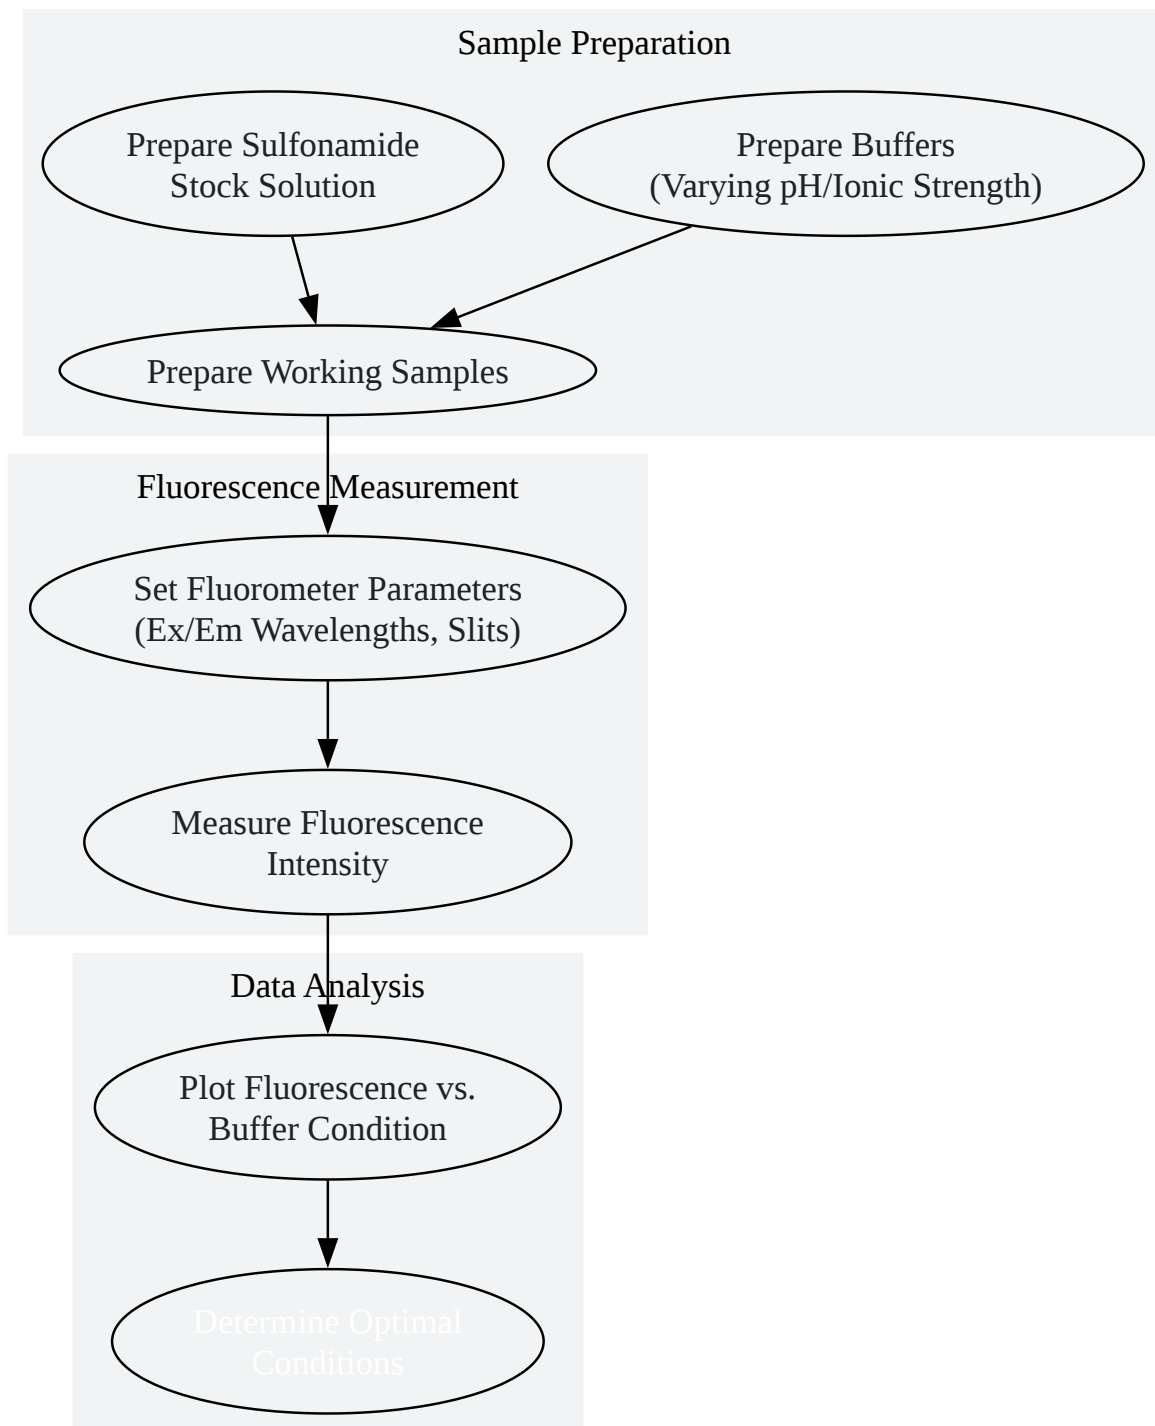 Sample Preparation
Prepare Sulfonamide
Stock Solution
Prepare Buffers
(Varying pH/Ionic Strength)
Prepare Working Samples
Fluorescence Measurement
Set Fluorometer Parameters
(Ex/Em Wavelengths, Slits)
Measure Fluorescence
Intensity
Data Analysis
Plot Fluorescence vs.
Buffer Condition
Determine Optimal
Conditions